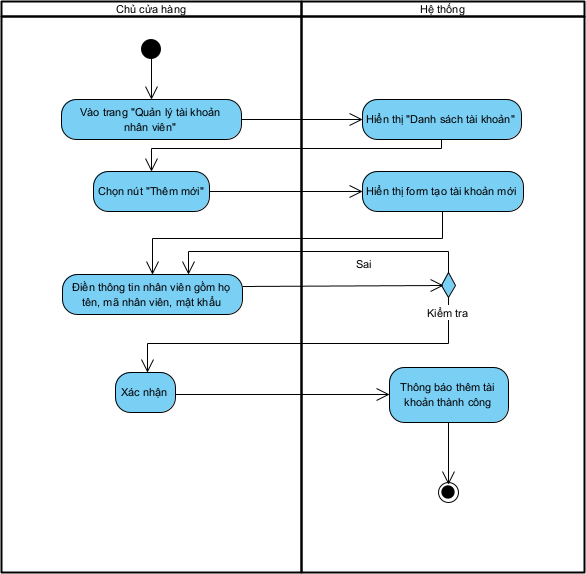 Chủ cửa hàng
Hệ thống
Vào trang "Quản lý tài khoản
nhân viên"
Hiển thị "Danh sách tài khoản"
Chọn nút "Thêm mới"
Hiển thị form tạo tài khoản mới
Sai
Điền thông tin nhân viên gồm họ
tên, mã nhân viên, mật khẩu
Kiểm tra
Xác nhận
Thông báo thêm tài
khoản thành công